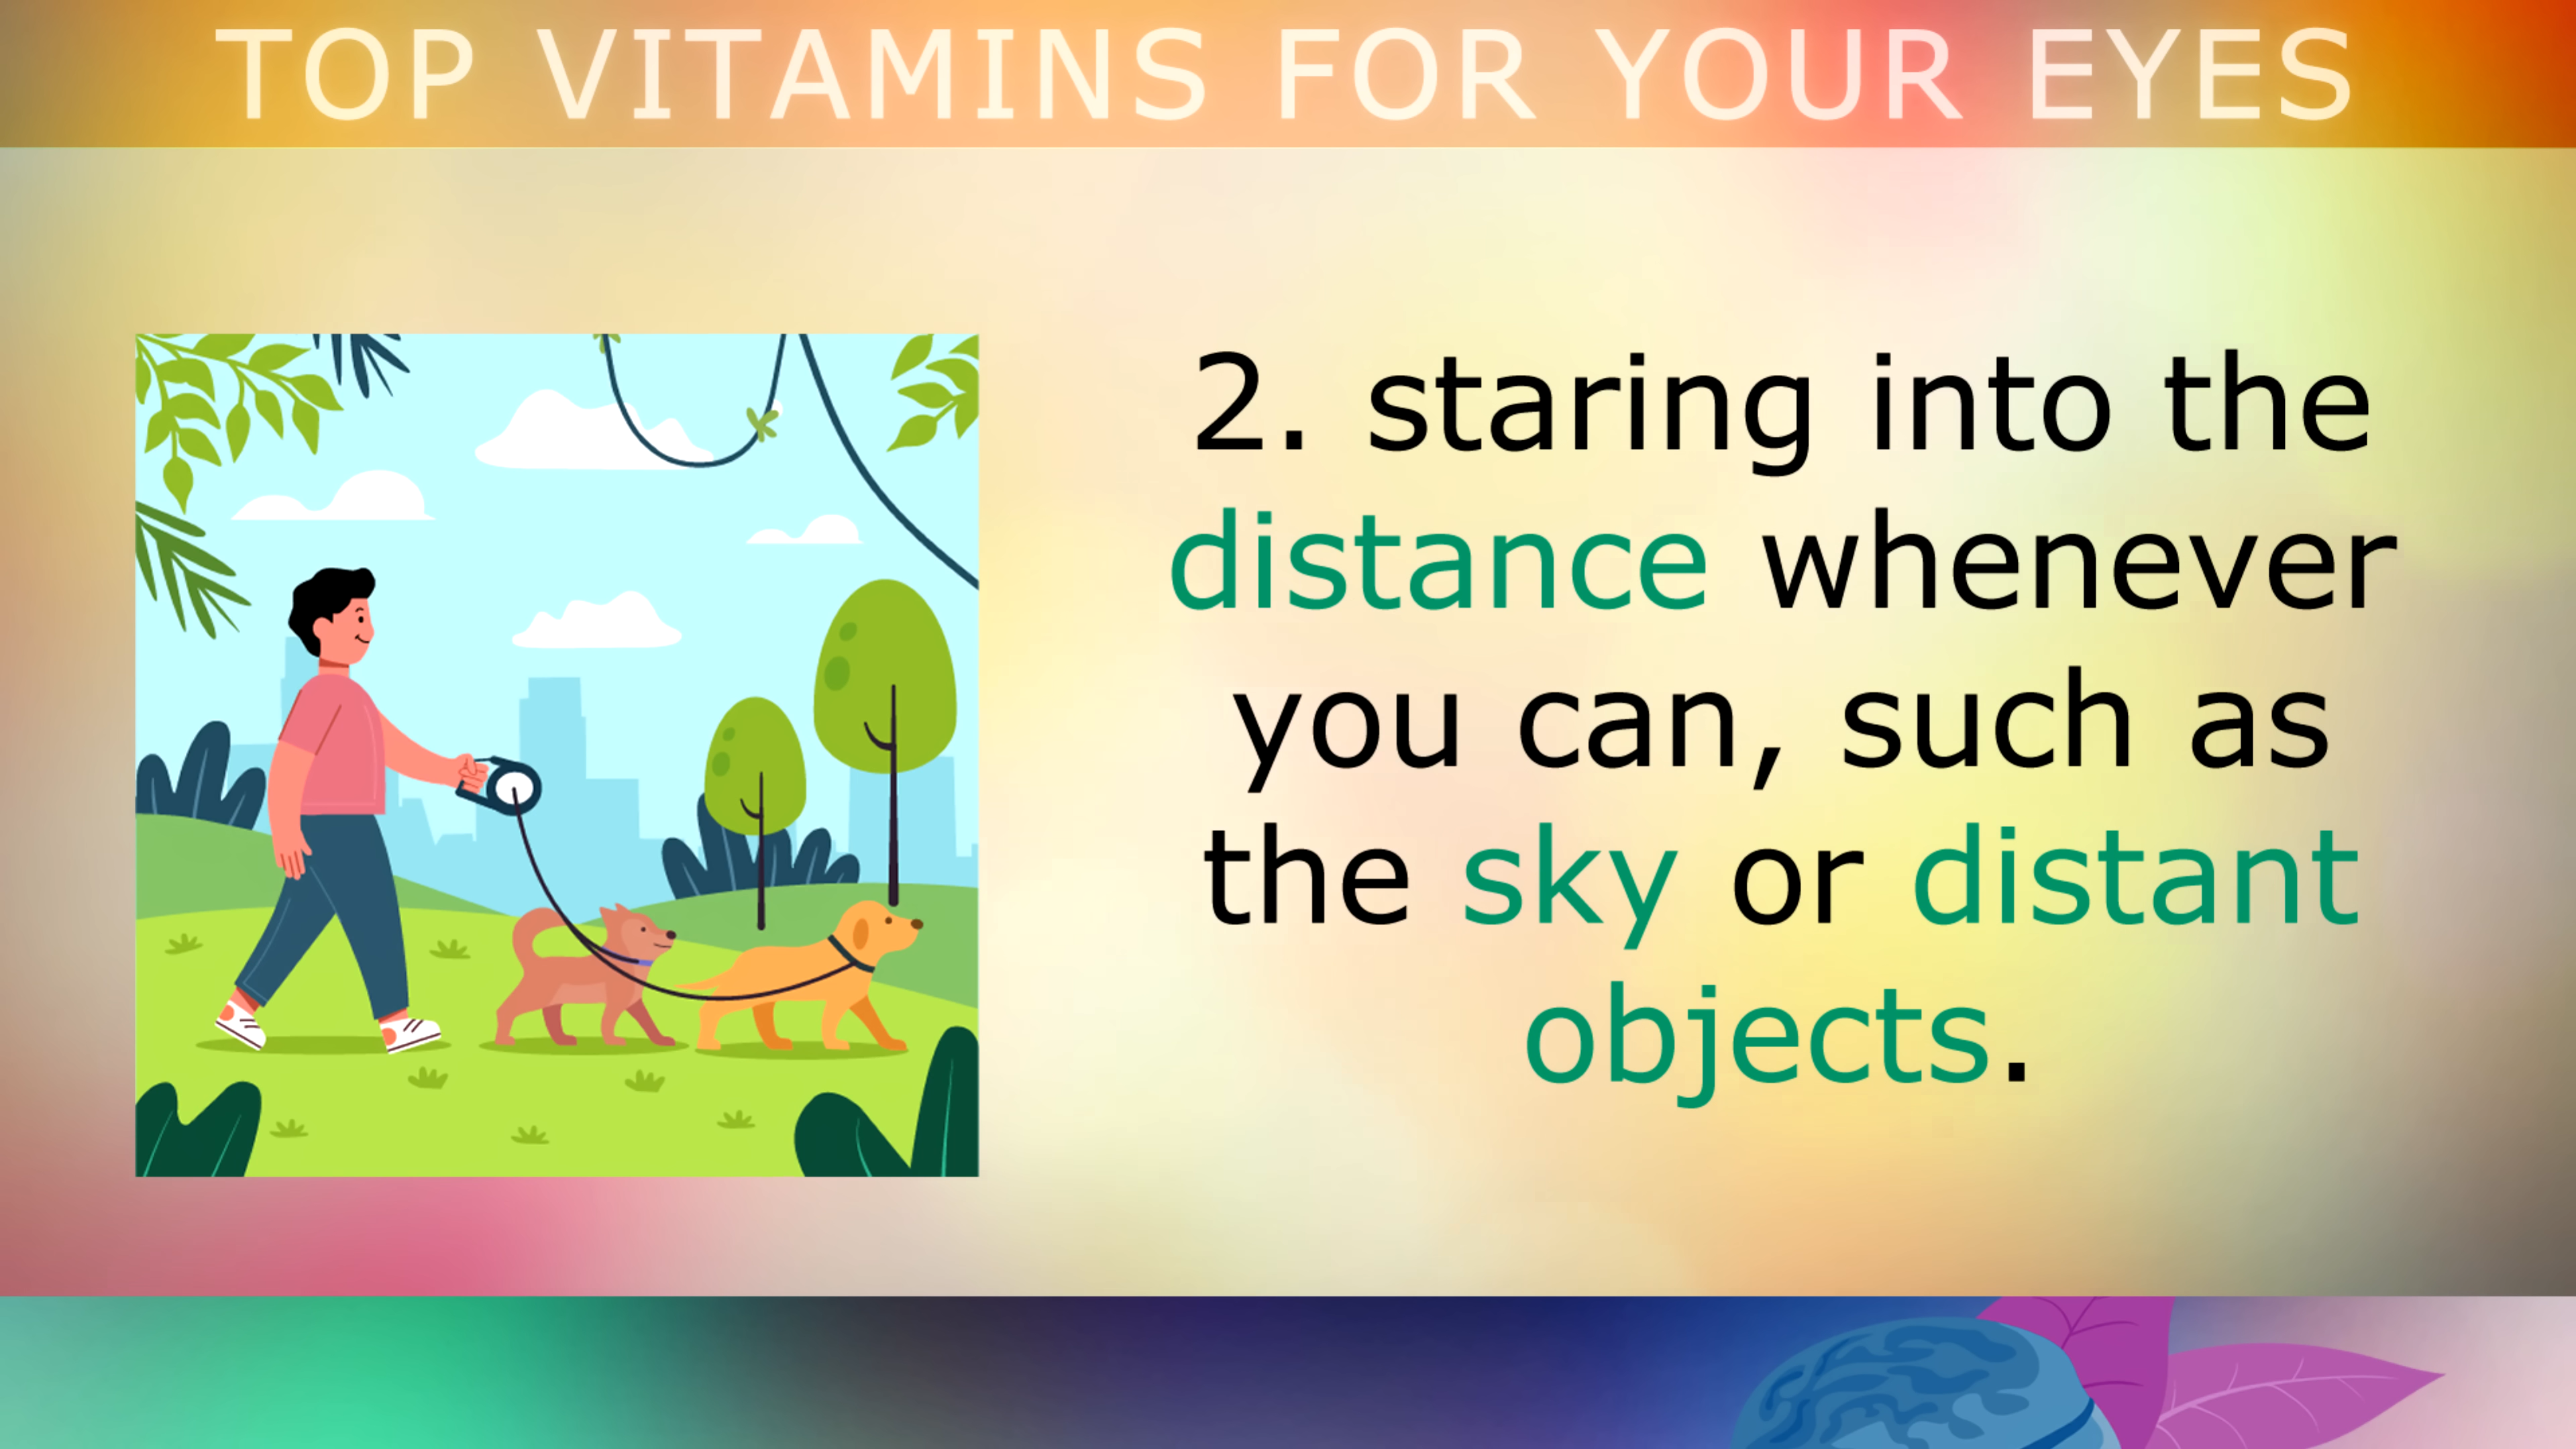 TOP VITAMINS FOR YOUR EYES
2. staring into the
distance whenever
you can, such as
the sky or distant
objects.